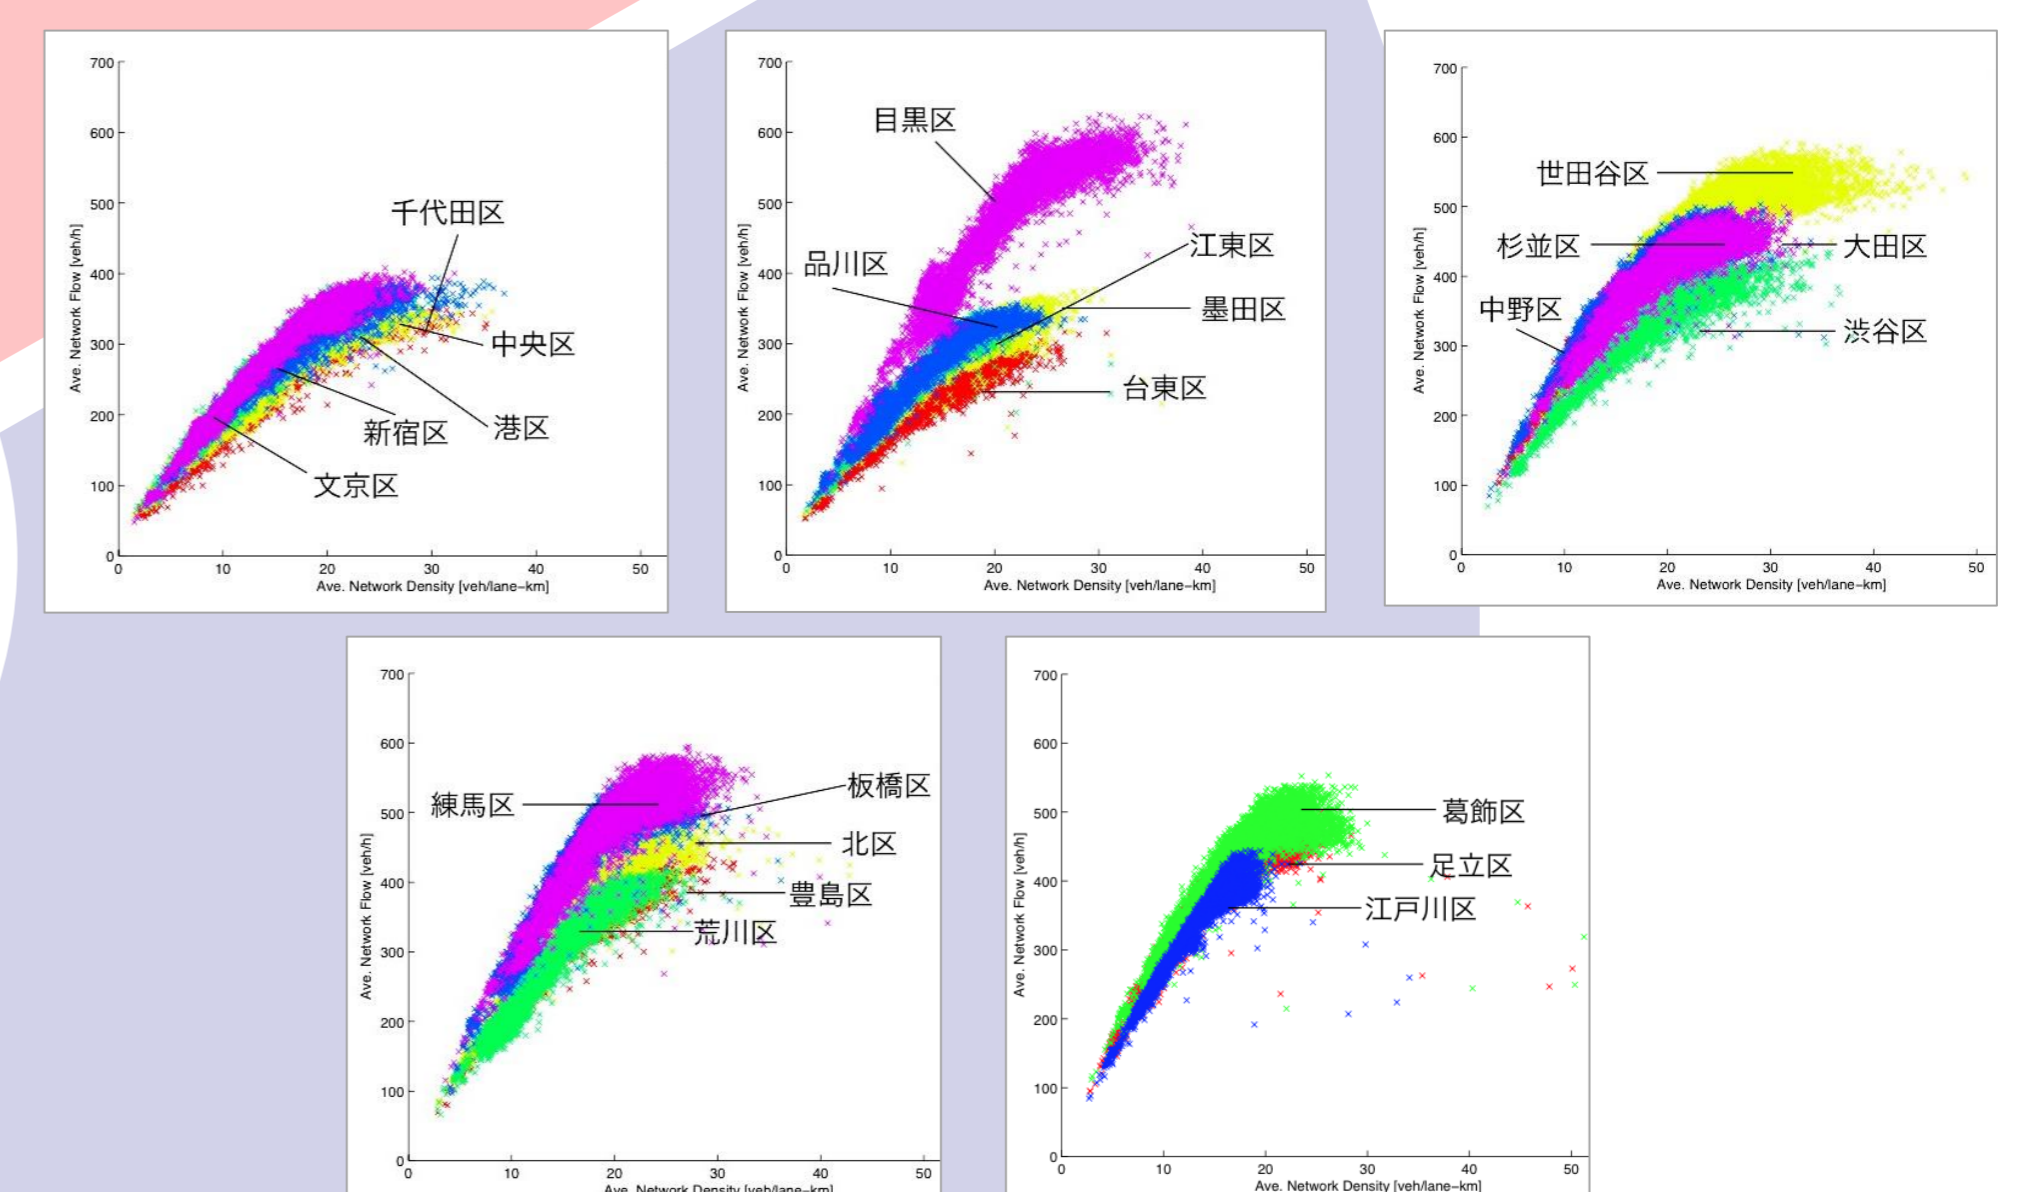 700
600
500
400
300
200
100
0
0 10 20 30 40 50
Ave. Network Flow [veh/h]
Ave. Network Density [veh/lane-km]
千代田区
中央区
港区
新宿区
文京区
700
600
500
400
300
200
100
0
0 10 20 30 40 50
Ave. Network Flow [veh/h]
Ave. Network Density [veh/lane-km]
目黒区
江東区
品川区
墨田区
台東区
700
600
500
400
300
200
100
0
0 10 20 30 40 50
Ave. Network Flow [veh/h]
Ave. Network Density [veh/lane-km]
世田谷区
杉並区
大田区
中野区
渋谷区
700
600
500
400
300
200
100
0
0 10 20 30 40 50
Ave. Network Flow [veh/h]
Ave. Network Density [veh/lane-km]
練馬区
板橋区
北区
豊島区
荒川区
700
600
500
400
300
200
100
0
0 10 20 30 40 50
Ave. Network Flow [veh/h]
Ave. Network Density [veh/lane-km]
葛飾区
足立区
江戸川区